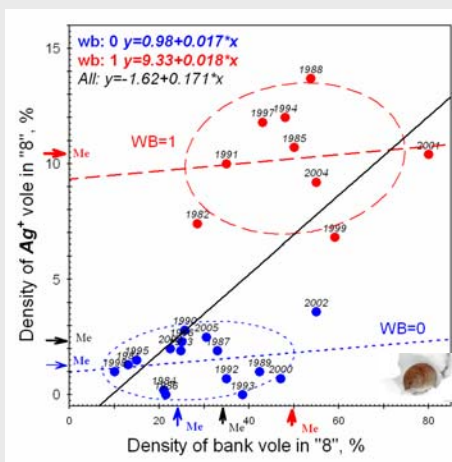 wb: 0 y=0.98+0.017*x
wb: 1 y=9.33+0.018*x
All: y=-1.62+0.171*x
15
10
5
0
Density of Ag⁺ vole in "8", %
Me
Me
Me
WB=1
WB=0
1988
1994
1997
1985
1991
2001
2004
1982
1999
2002
1990
2005
1987
1995
1998
1992
1989
2000
1993
Me
Me
Me
0
20
40
60
80
Density of bank vole in "8", %